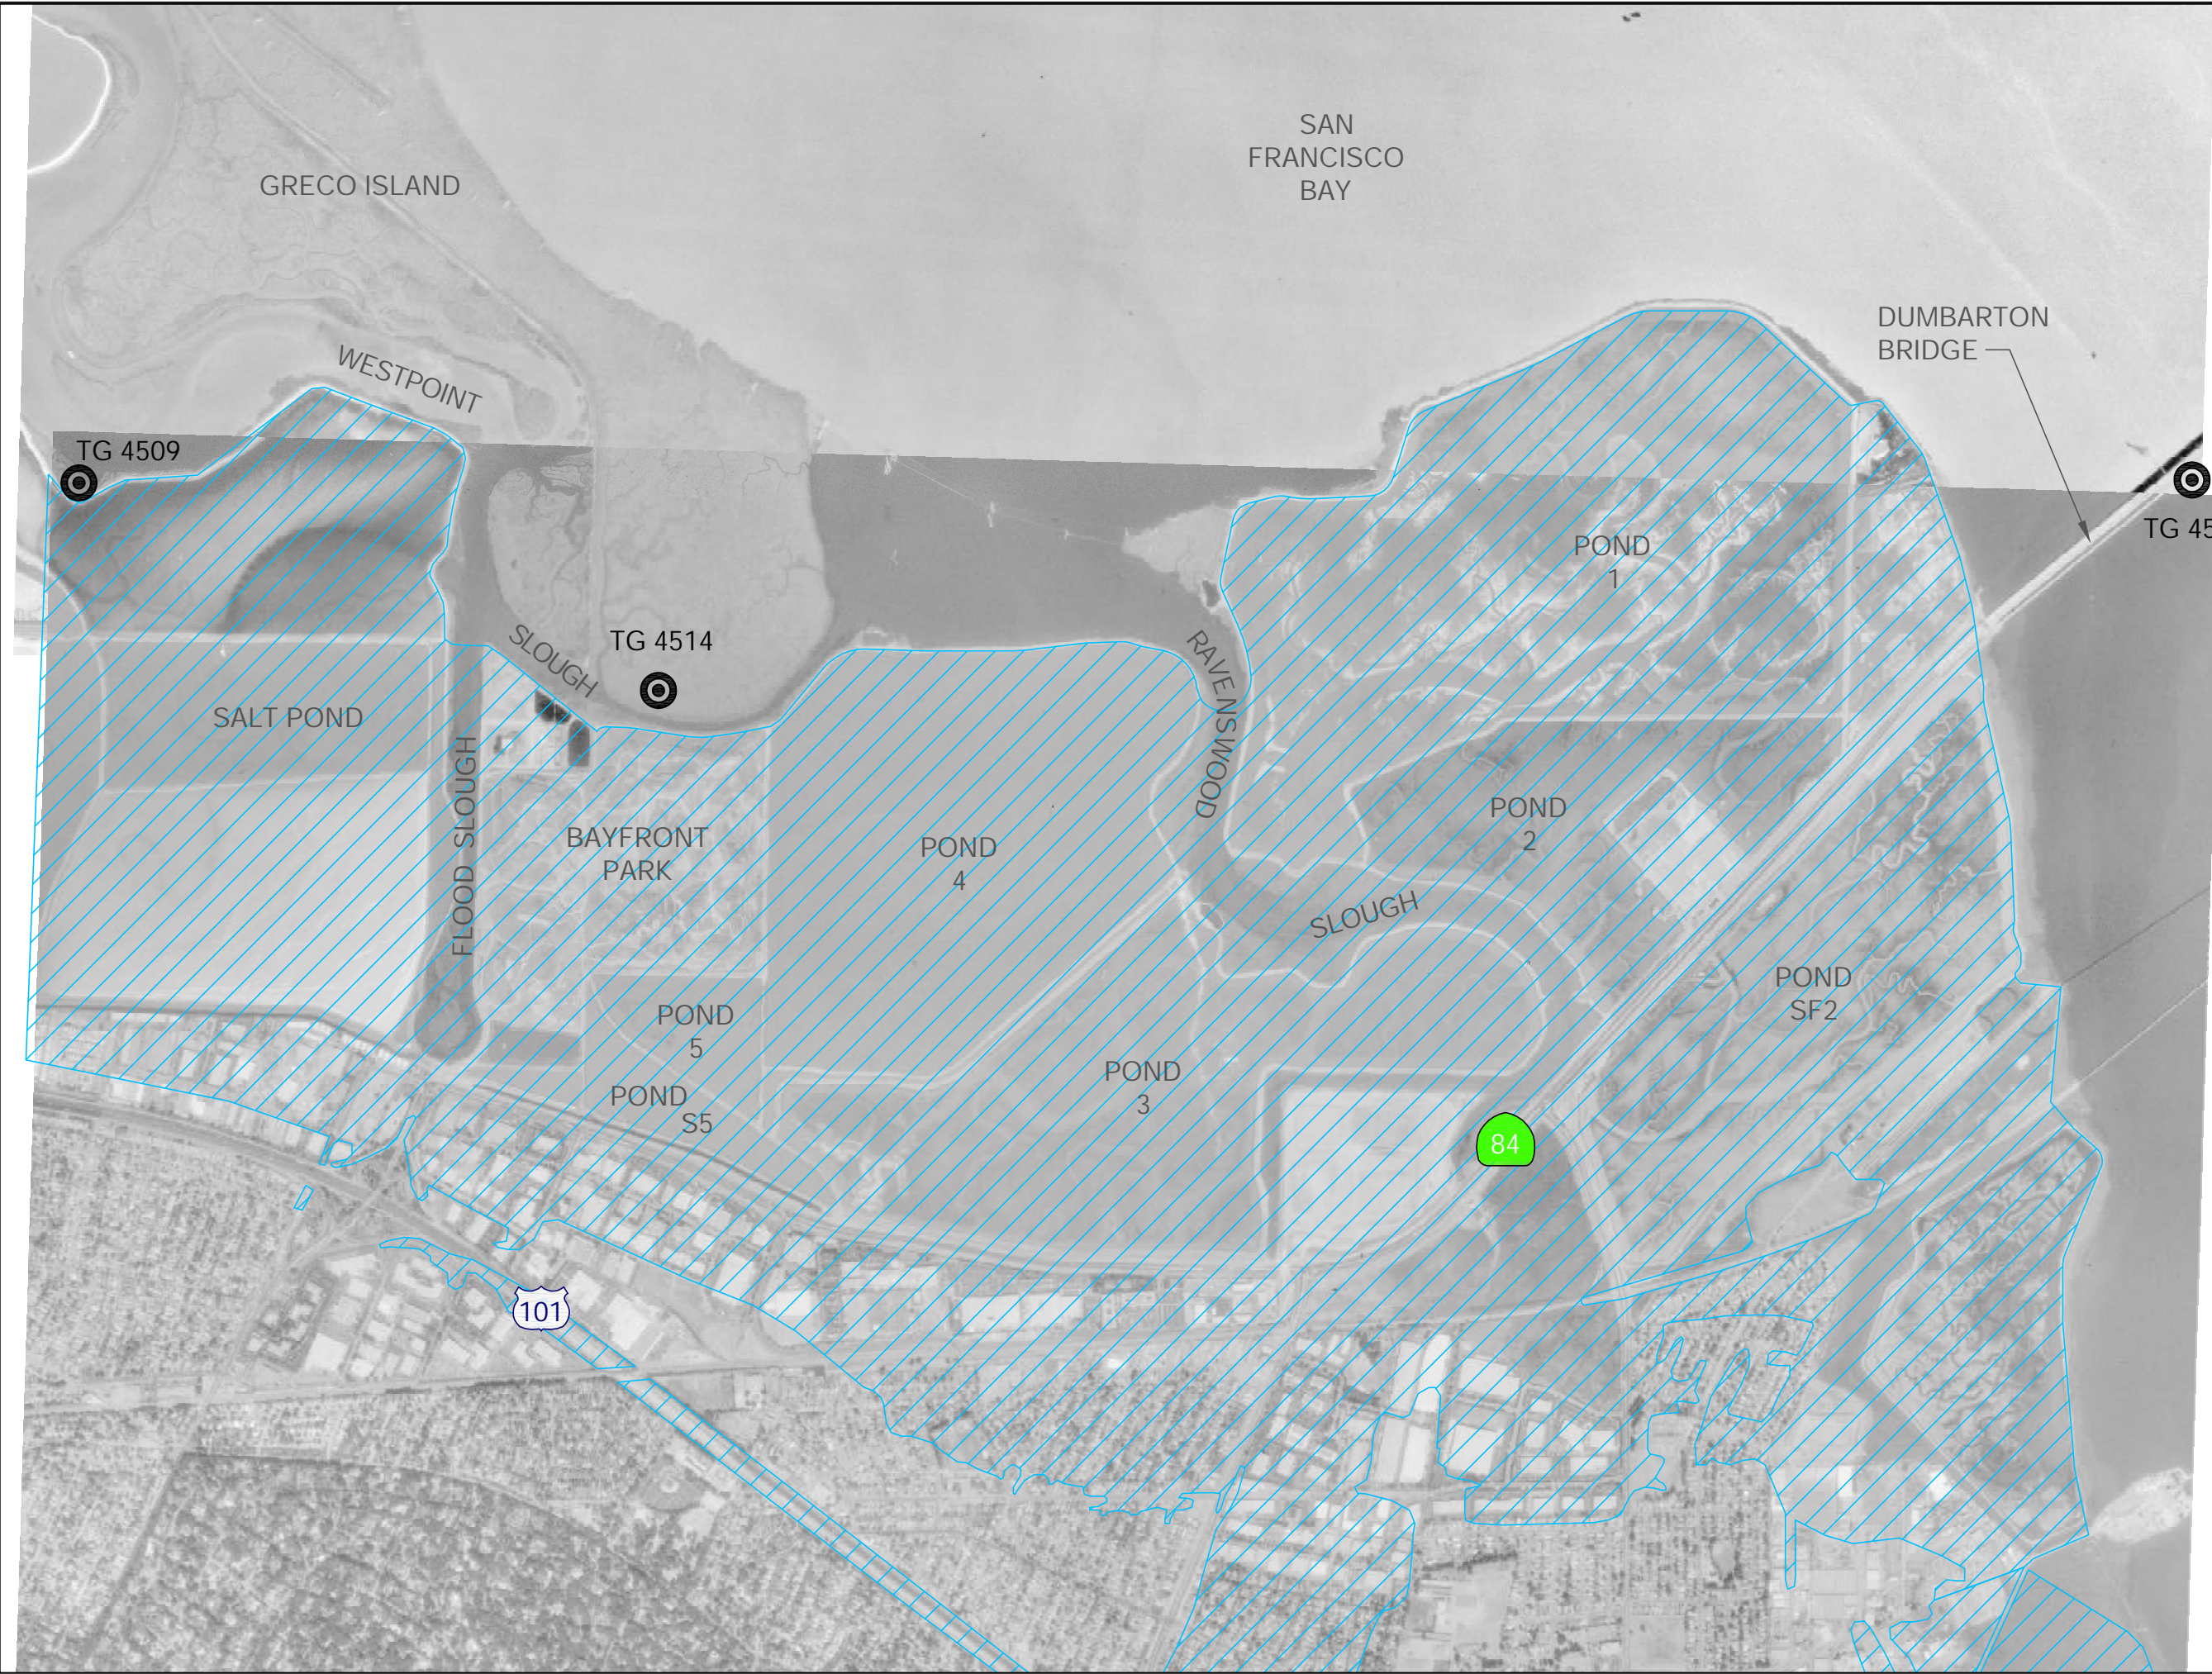 SAN
FRANCISCO
BAY
GRECO ISLAND
DUMBARTON
BRIDGE
WESTPOINT
SLOUGH
TG 4509
TG 45
POND
1
TG 4514
RAVENSWOOD
SLOUGH
SALT POND
FLOOD SLOUGH
BAYFRONT
PARK
POND
4
POND
2
POND
SF2
POND
5
POND
3
POND
S5
84
101